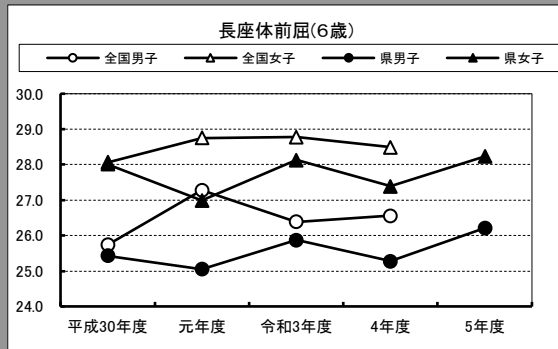 長座体前屈(6歳)
全国男子 全国女子 県男子 県女子
30.0
29.0
28.0
27.0
26.0
25.0
24.0
平成30年度 元年度 令和3年度 4年度 5年度